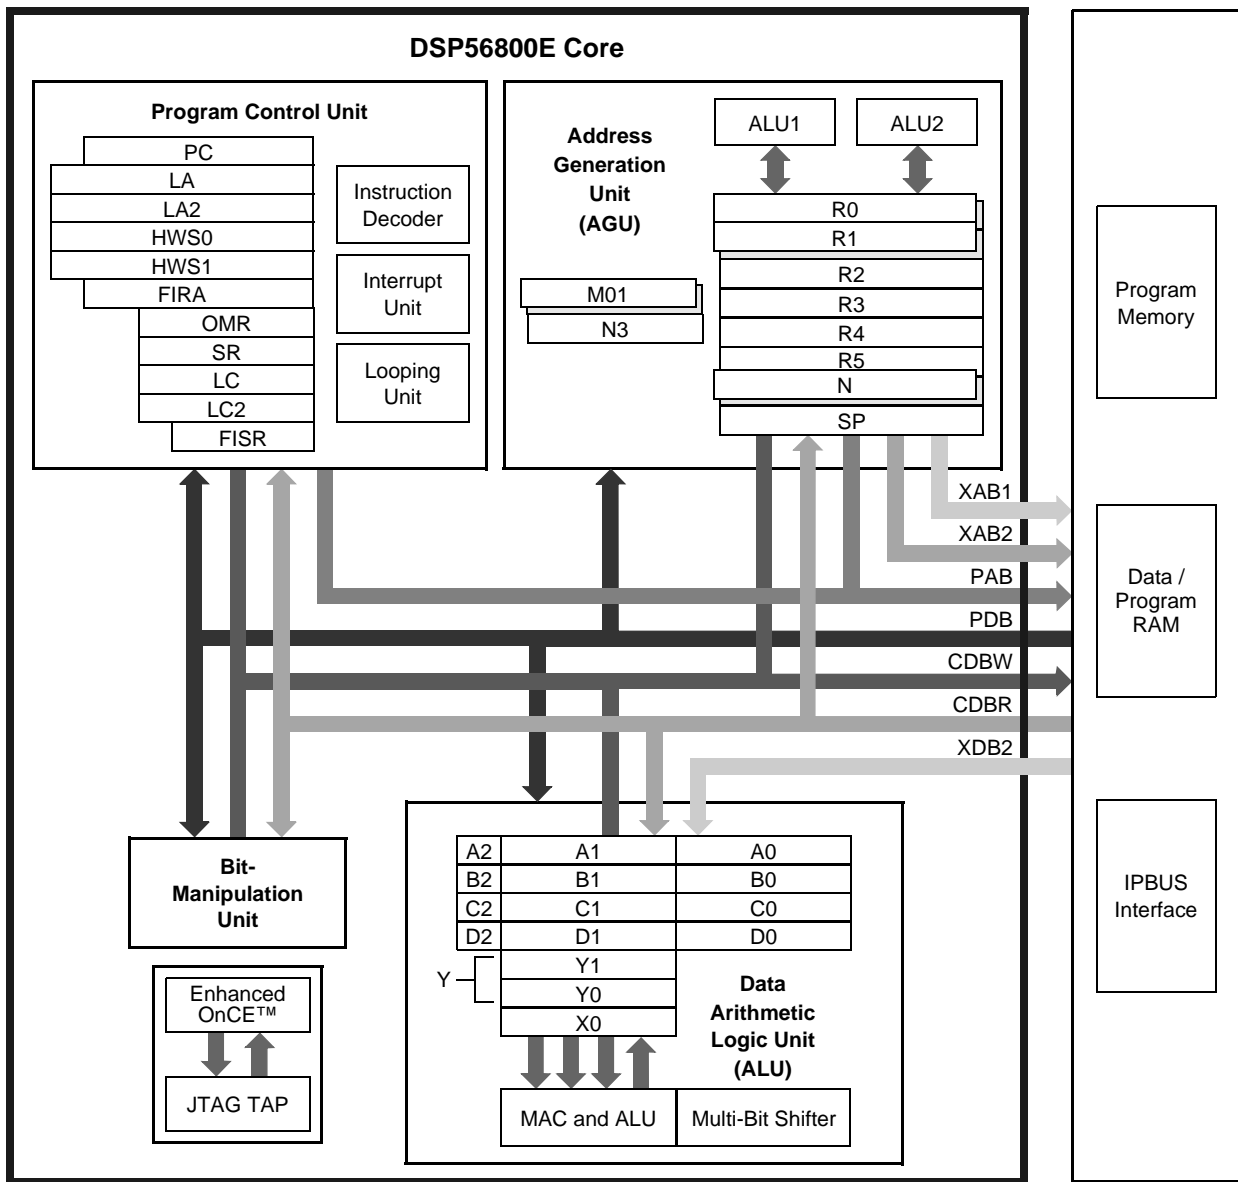 DSP56800E Core
Program Control Unit
PC
LA
LA2
HWS0
HWS1
FIRA
OMR
SR
LC
LC2
FISR
Instruction
Decoder
Interrupt
Unit
Looping
Unit
Address
Generation
Unit
(AGU)
ALU1
ALU2
R0
R1
R2
R3
R4
R5
N
SP
M01
N3
XAB1
XAB2
PAB
PDB
CDBW
CDBR
XDB2
Program
Memory
Data /
Program
RAM
IPBUS
Interface
Bit-
Manipulation
Unit
Enhanced
OnCE™
JTAG TAP
A2 A1 A0
B2 B1 B0
C2 C1 C0
D2 D1 D0
Y
Y1
Y0
X0
Data
Arithmetic
Logic Unit
(ALU)
MAC and ALU
Multi-Bit Shifter